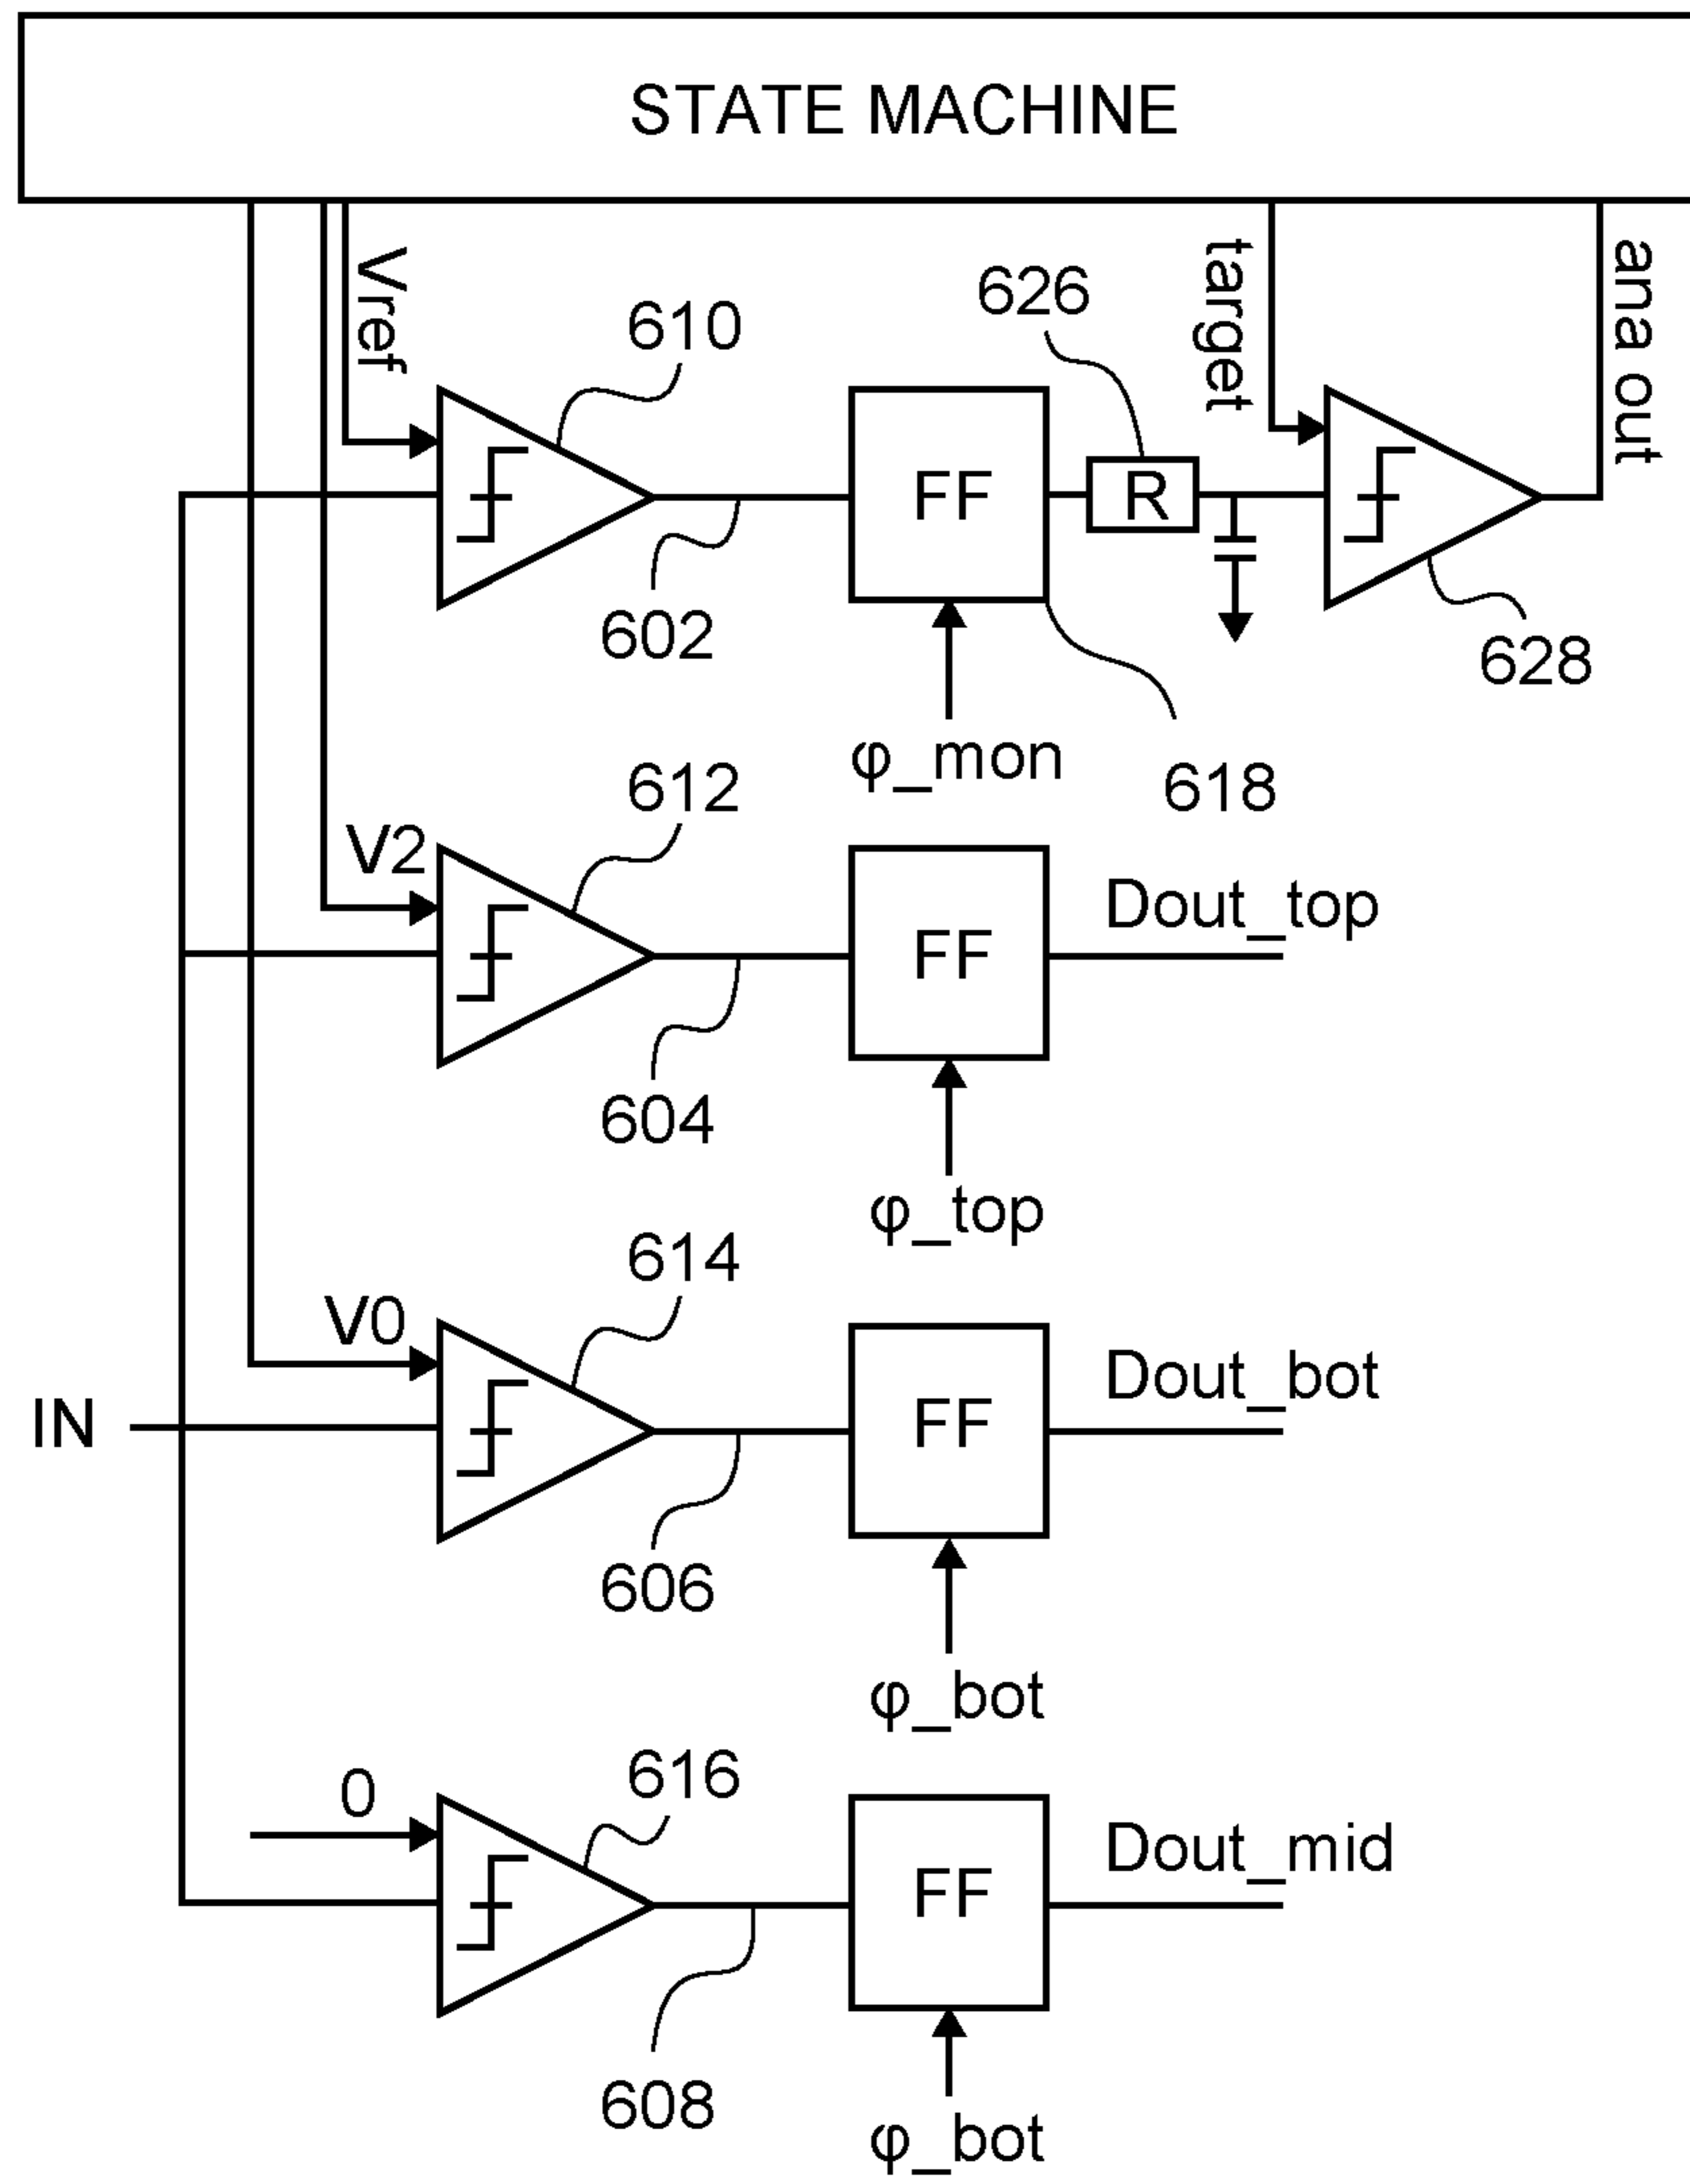 STATE MACHINE
Vref
610
626
target
ana out
FF
R
602
628
φ_mon
618
612
V2
FF
Dout_top
604
φ_top
614
V0
FF
Dout_bot
IN
606
φ_bot
616
0
FF
Dout_mid
608
φ_bot